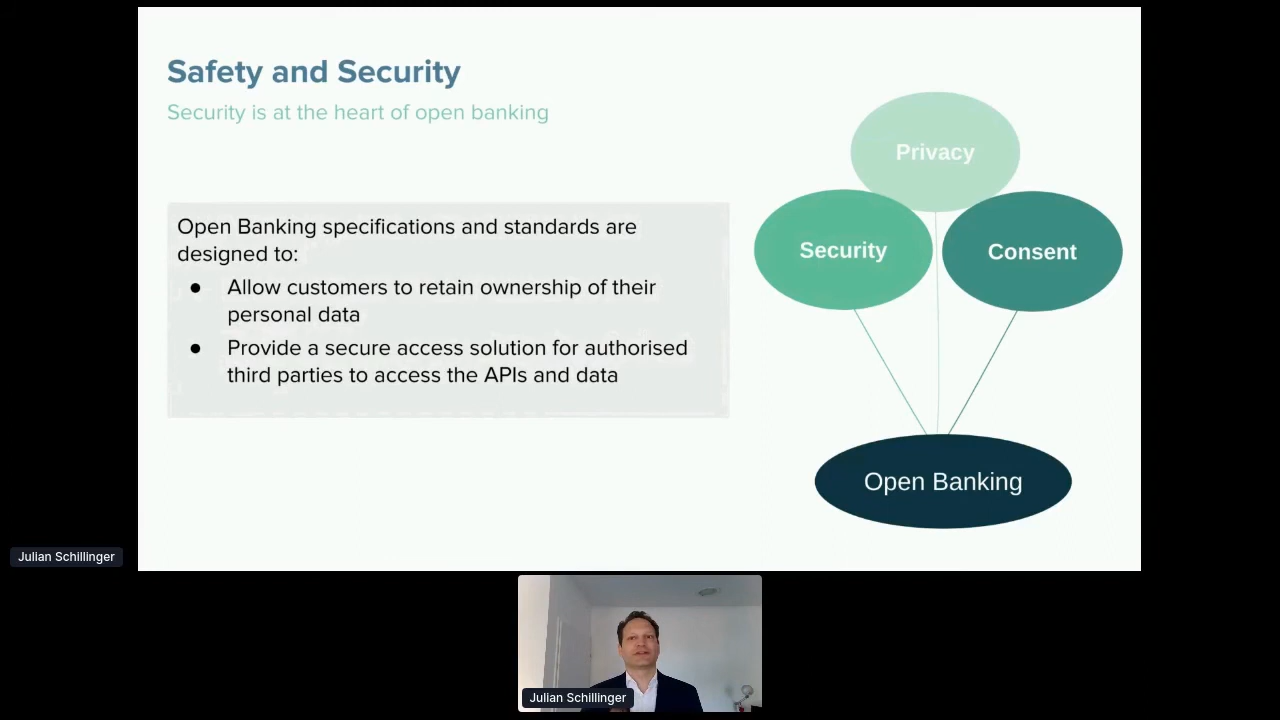 Safety and Security
Security is at the heart of open banking
Open Banking specifications and standards are
designed to:
● Allow customers to retain ownership of their
personal data
● Provide a secure access solution for authorised
third parties to access the APIs and data
Privacy
Security
Consent
Open Banking
Julian Schillinger
Julian Schillinger